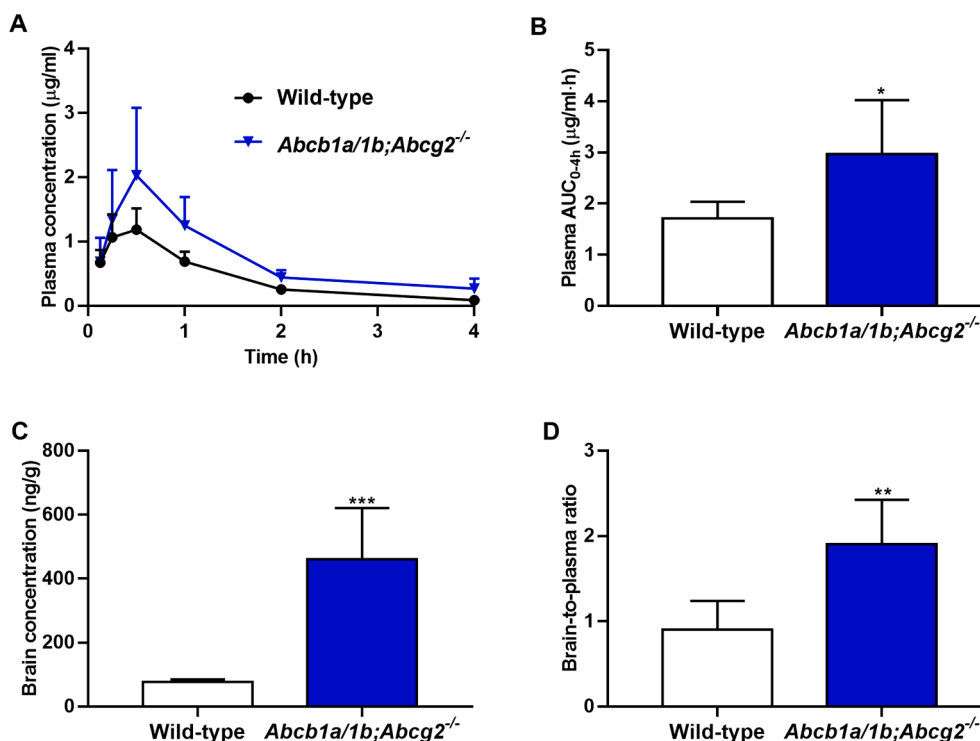 A
Plasma concentration (µg/ml)
4
3
2
1
0
0
1
2
3
4
Time (h)
Wild-type
Abcb1a/1b;Abcg2-/-
B
Plasma AUC0-4h (µg/ml·h)
5
4
3
2
1
0
*
Wild-type
Abcb1a/1b;Abcg2-/-
C
Brain concentration (ng/g)
800
600
400
200
0
***
Wild-type
Abcb1a/1b;Abcg2-/-
D
Brain-to-plasma ratio
3
2
1
0
**
Wild-type
Abcb1a/1b;Abcg2-/-